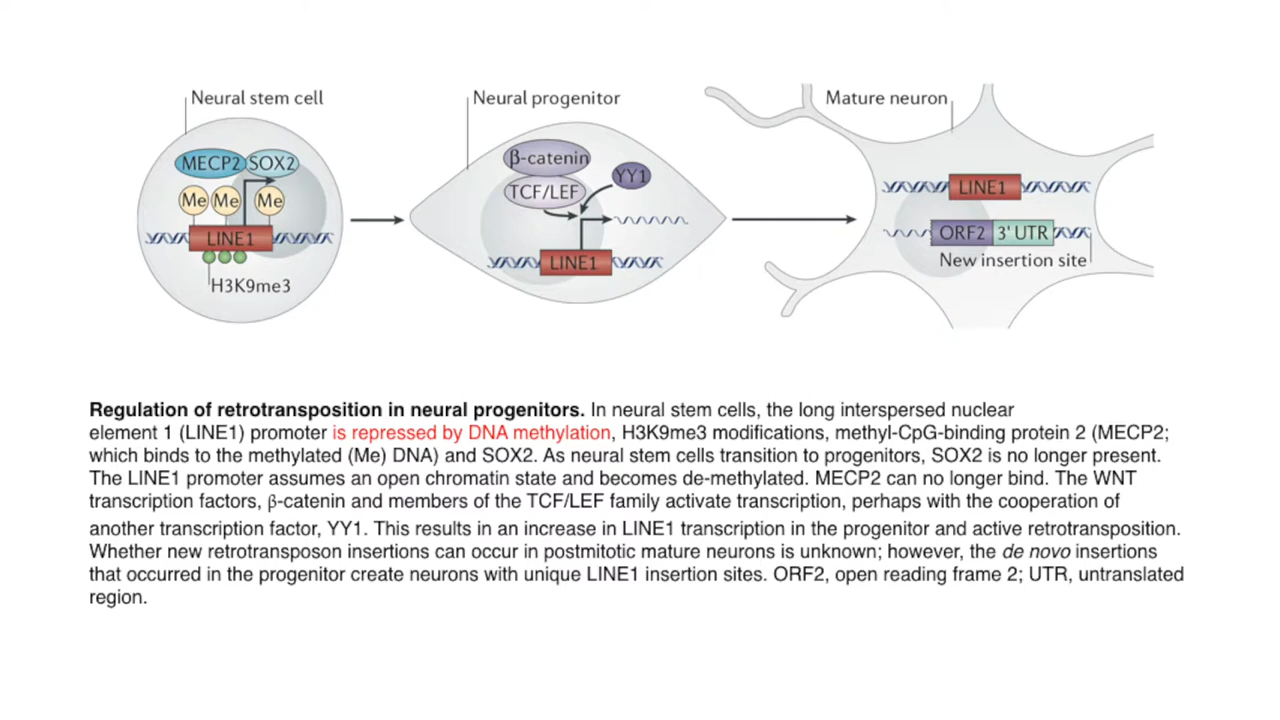 Neural stem cell
MECP2 SOX2
Me Me Me
LINE1
H3K9me3
Neural progenitor
β-catenin
YY1
TCF/LEF
LINE1
Mature neuron
LINE1
ORF2 3' UTR
New insertion site
Regulation of retrotransposition in neural progenitors. In neural stem cells, the long interspersed nuclear
element 1 (LINE1) promoter is repressed by DNA methylation, H3K9me3 modifications, methyl-CpG-binding protein 2 (MECP2;
which binds to the methylated (Me) DNA) and SOX2. As neural stem cells transition to progenitors, SOX2 is no longer present.
The LINE1 promoter assumes an open chromatin state and becomes de-methylated. MECP2 can no longer bind. The WNT
transcription factors, β-catenin and members of the TCF/LEF family activate transcription, perhaps with the cooperation of
another transcription factor, YY1. This results in an increase in LINE1 transcription in the progenitor and active retrotransposition.
Whether new retrotransposon insertions can occur in postmitotic mature neurons is unknown; however, the de novo insertions
that occurred in the progenitor create neurons with unique LINE1 insertion sites. ORF2, open reading frame 2; UTR, untranslated
region.